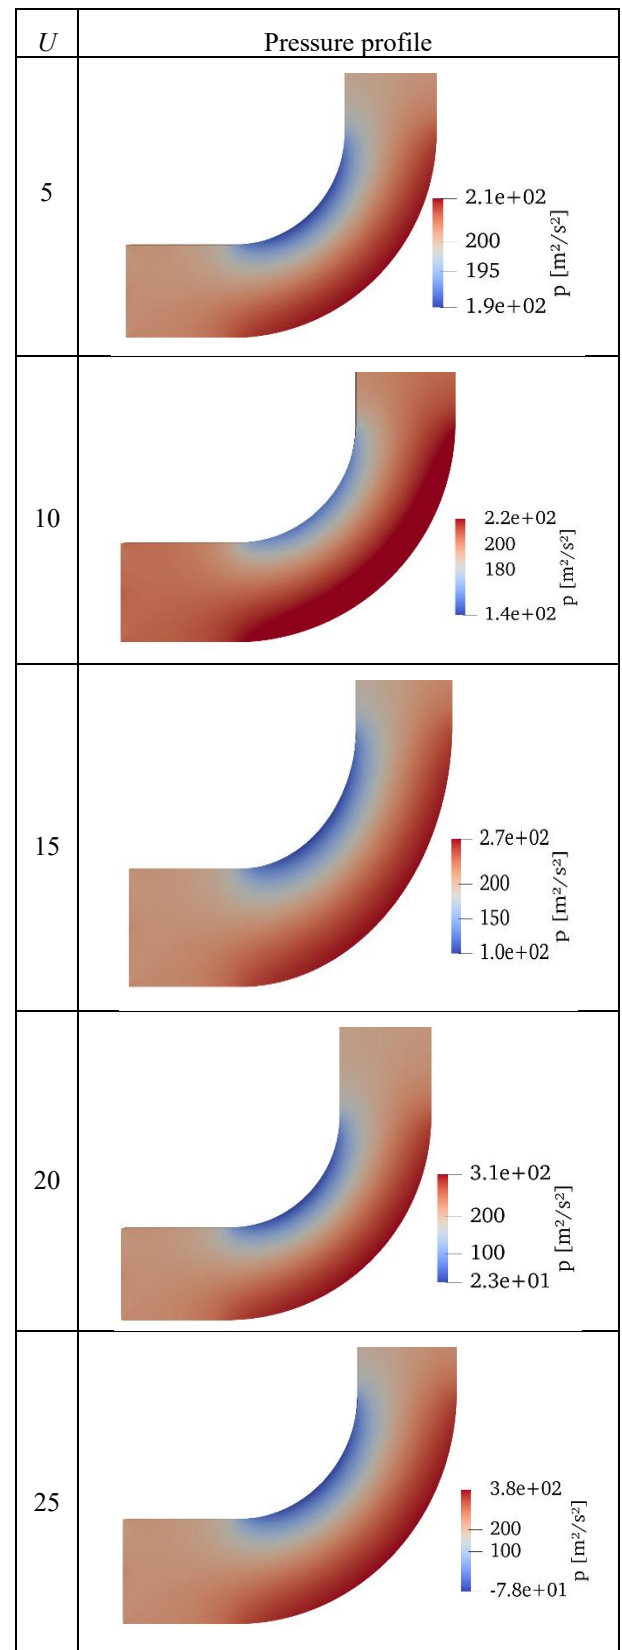 U Pressure profile
5
2.1e+02
200
195
1.9e+02
p [m²/s²]
10
2.2e+02
200
180
1.4e+02
p [m²/s²]
15
2.7e+02
200
150
1.0e+02
p [m²/s²]
20
3.1e+02
200
100
2.3e+01
p [m²/s²]
25
3.8e+02
200
100
-7.8e+01
p [m²/s²]